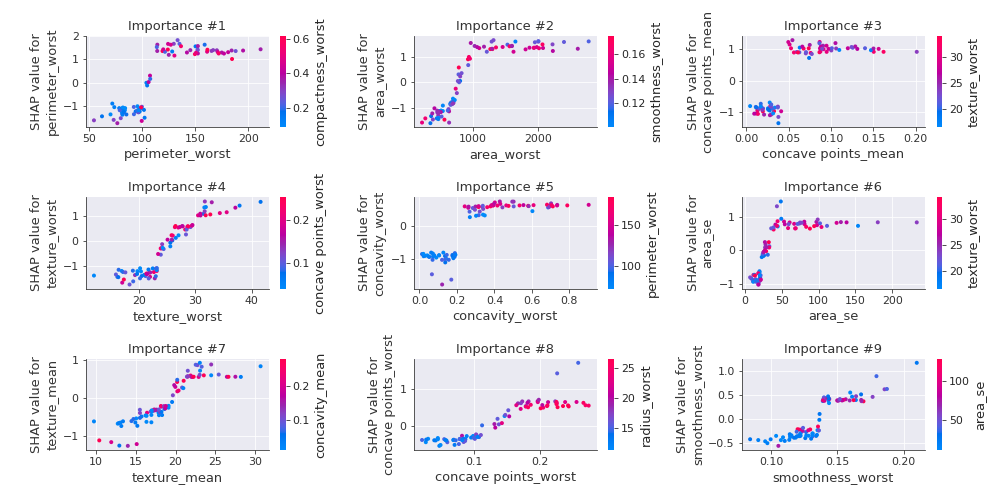 Importance #1
SHAP value for
perimeter_worst
2
1
0
−1
50
100
150
200
perimeter_worst
0.6
0.4
0.2
compactness_worst
Importance #2
SHAP value for
area_worst
1
0
−1
1000
2000
area_worst
0.16
0.14
0.12
smoothness_worst
Importance #3
SHAP value for
concave points_mean
1
0
−1
0.00
0.05
0.10
0.15
0.20
concave points_mean
30
25
20
texture_worst
Importance #4
SHAP value for
texture_worst
1
0
−1
20
30
40
texture_worst
0.2
0.1
concave points_worst
Importance #5
SHAP value for
concavity_worst
0
−1
0.0
0.2
0.4
0.6
0.8
concavity_worst
150
100
perimeter_worst
Importance #6
SHAP value for
area_se
1
0
−1
0
50
100
150
200
area_se
30
25
20
texture_worst
Importance #7
SHAP value for
texture_mean
1
0
−1
10
15
20
25
30
texture_mean
0.2
0.1
concavity_mean
Importance #8
SHAP value for
concave points_worst
1
0
0.1
0.2
concave points_worst
25
20
15
radius_worst
Importance #9
SHAP value for
smoothness_worst
1.0
0.5
0.0
−0.5
0.10
0.15
0.20
smoothness_worst
100
50
area_se